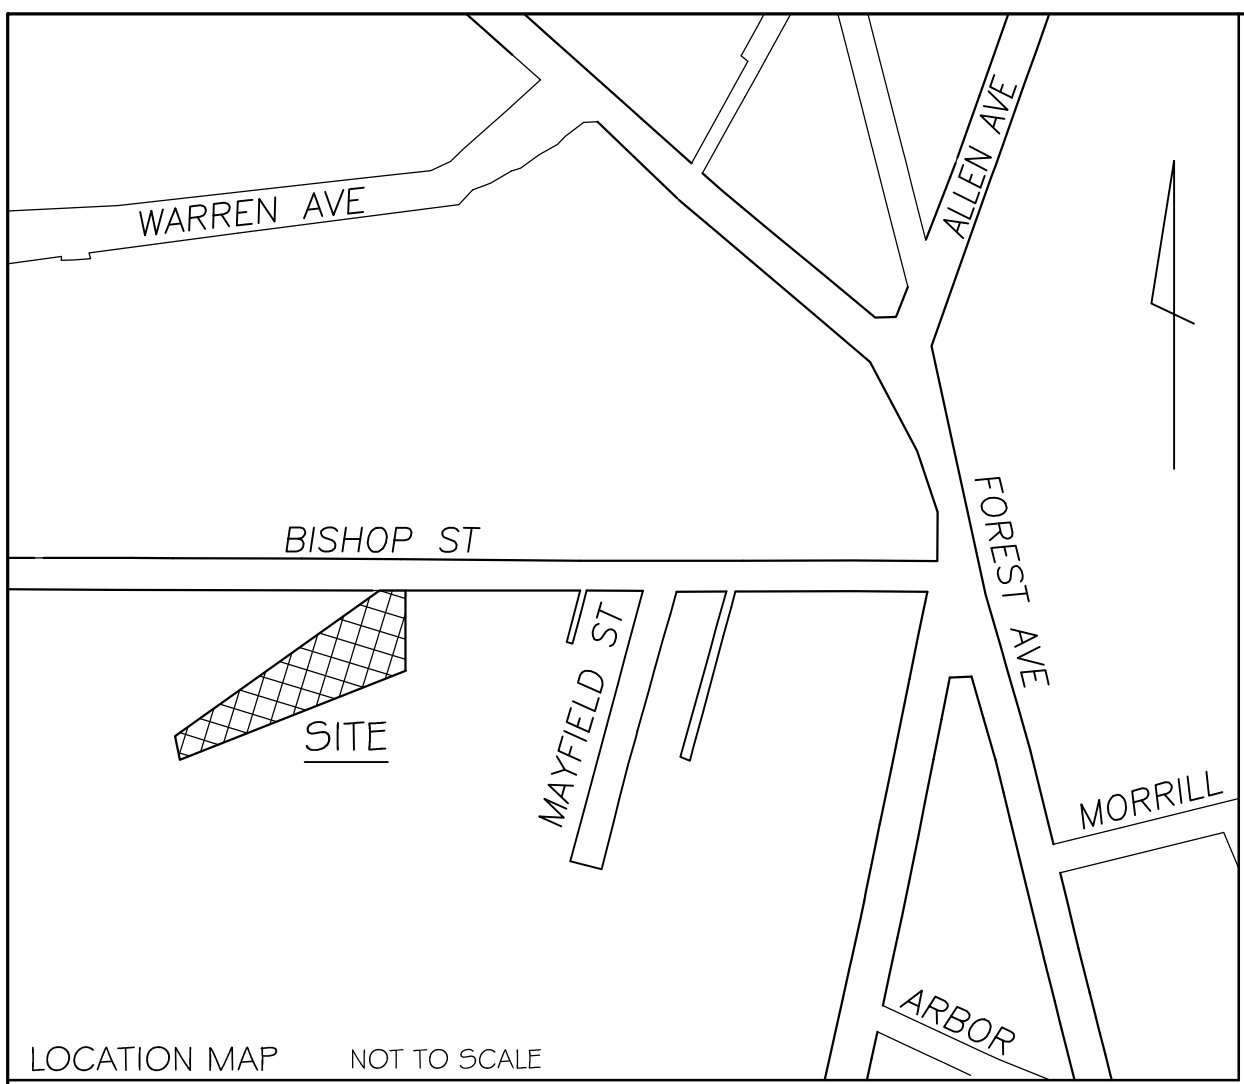 WARREN AVE
ALLEN AVE
BISHOP ST
FOREST AVE
MAYFIELD ST
SITE
MORRILL
ARBOR
LOCATION MAP
NOT TO SCALE